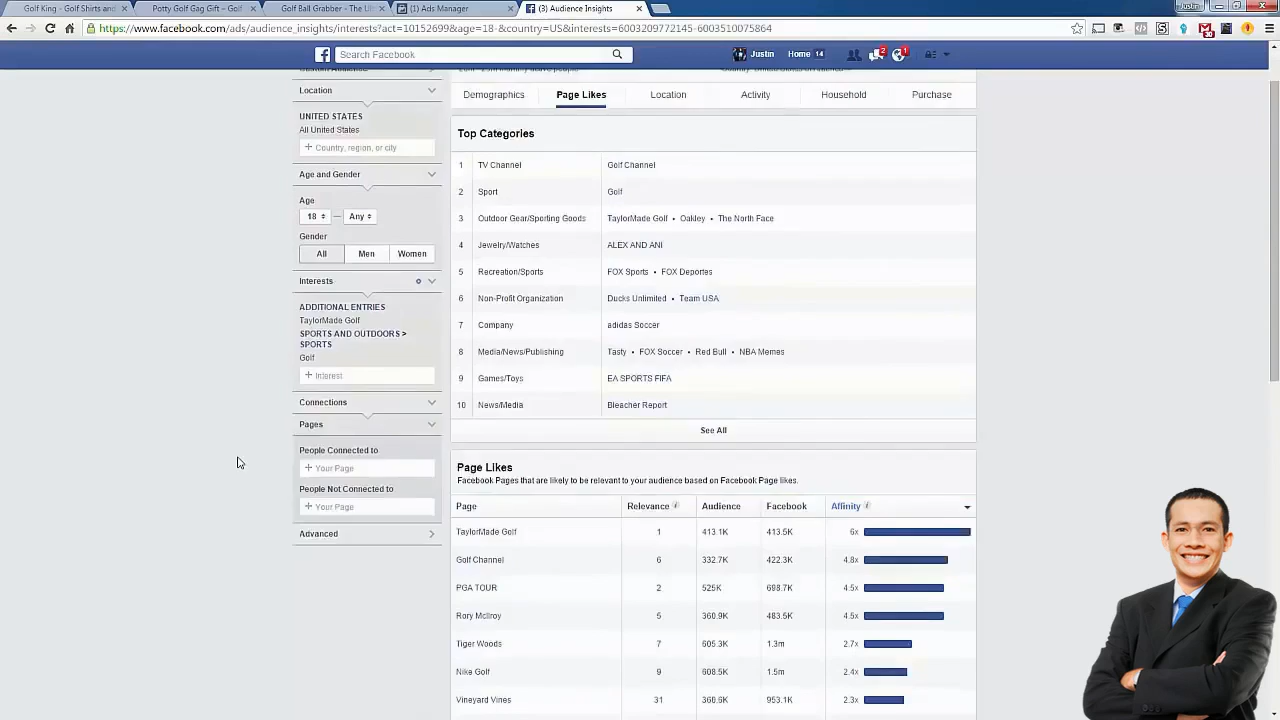 Golf King - Golf Shirts and
Potty Golf Gag Gift - Golf
Golf Ball Grabber - The Ulti
(1) Ads Manager
(3) Audience Insights
Justin
https://www.facebook.com/ads/audience_insights/interests?act=10152699&age=18-&country=US&interests=6003209772145-6003510075864
Search Facebook
Justin
Home 14
2
1
Location
UNITED STATES
All United States
+ Country, region, or city
Age and Gender
Age
18 — Any
Gender
All Men Women
Interests
ADDITIONAL ENTRIES
TaylorMade Golf
SPORTS AND OUTDOORS >
SPORTS
Golf
+ Interest
Connections
Pages
People Connected to
+ Your Page
People Not Connected to
+ Your Page
Advanced
Demographics Page Likes Location Activity Household Purchase
Top Categories
1 TV Channel Golf Channel
2 Sport Golf
3 Outdoor Gear/Sporting Goods TaylorMade Golf • Oakley • The North Face
4 Jewelry/Watches ALEX AND ANI
5 Recreation/Sports FOX Sports • FOX Deportes
6 Non-Profit Organization Ducks Unlimited • Team USA
7 Company adidas Soccer
8 Media/News/Publishing Tasty • FOX Soccer • Red Bull • NBA Memes
9 Games/Toys EA SPORTS FIFA
10 News/Media Bleacher Report
See All
Page Likes
Facebook Pages that are likely to be relevant to your audience based on Facebook Page likes.
Page Relevance i Audience Facebook Affinity i
TaylorMade Golf 1 413.1K 413.5K 6x
Golf Channel 6 332.7K 422.3K 4.8x
PGA TOUR 2 525K 698.7K 4.5x
Rory McIlroy 5 360.9K 483.5K 4.5x
Tiger Woods 7 605.3K 1.3m 2.7x
Nike Golf 9 608.5K 1.5m 2.4x
Vineyard Vines 31 360.6K 953.1K 2.3x